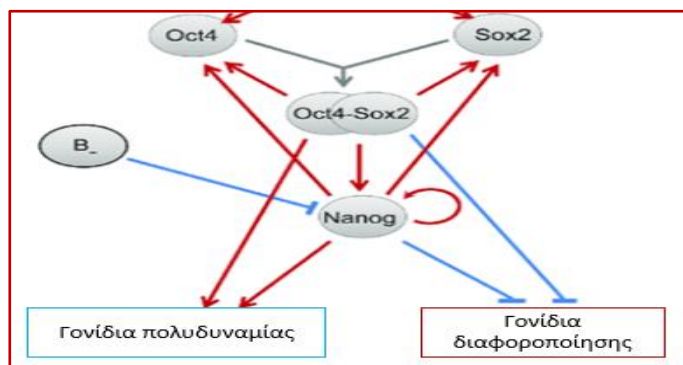 Oct4
Sox2
Oct4-Sox2
B_
Nanog
Γονίδια πολυδυναμίας
Γονίδια
διαφοροποίησης